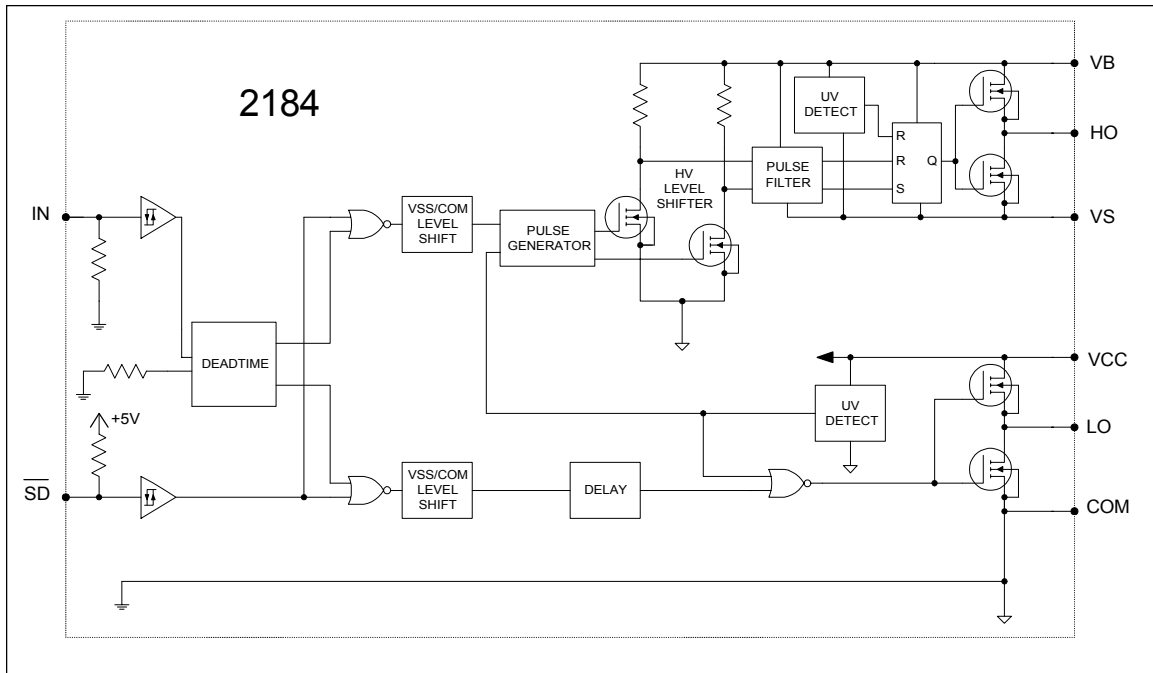 2184
VB
UV
DETECT
HO
R
R
Q
S
PULSE
FILTER
HV
LEVEL
SHIFTER
VS
IN
VSS/COM
LEVEL
SHIFT
PULSE
GENERATOR
DEADTIME
VCC
+5V
UV
DETECT
LO
SD
VSS/COM
LEVEL
SHIFT
DELAY
COM